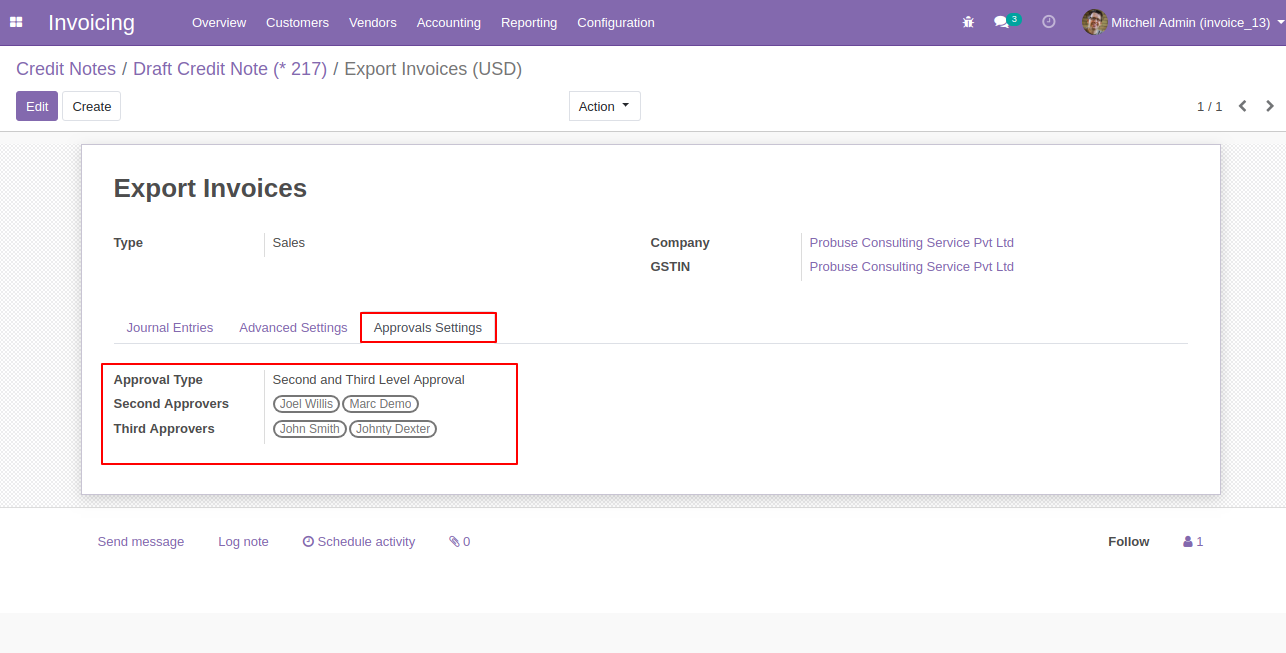 Invoicing Overview Customers Vendors Accounting Reporting Configuration 3 Mitchell Admin (invoice_13)
Credit Notes / Draft Credit Note (* 217) / Export Invoices (USD)
Edit Create Action 1 / 1
Export Invoices
Type Sales Company Probuse Consulting Service Pvt Ltd
GSTIN Probuse Consulting Service Pvt Ltd
Journal Entries Advanced Settings Approvals Settings
Approval Type Second and Third Level Approval
Second Approvers Joel Willis Marc Demo
Third Approvers John Smith Johnty Dexter
Send message Log note Schedule activity 0 Follow 1